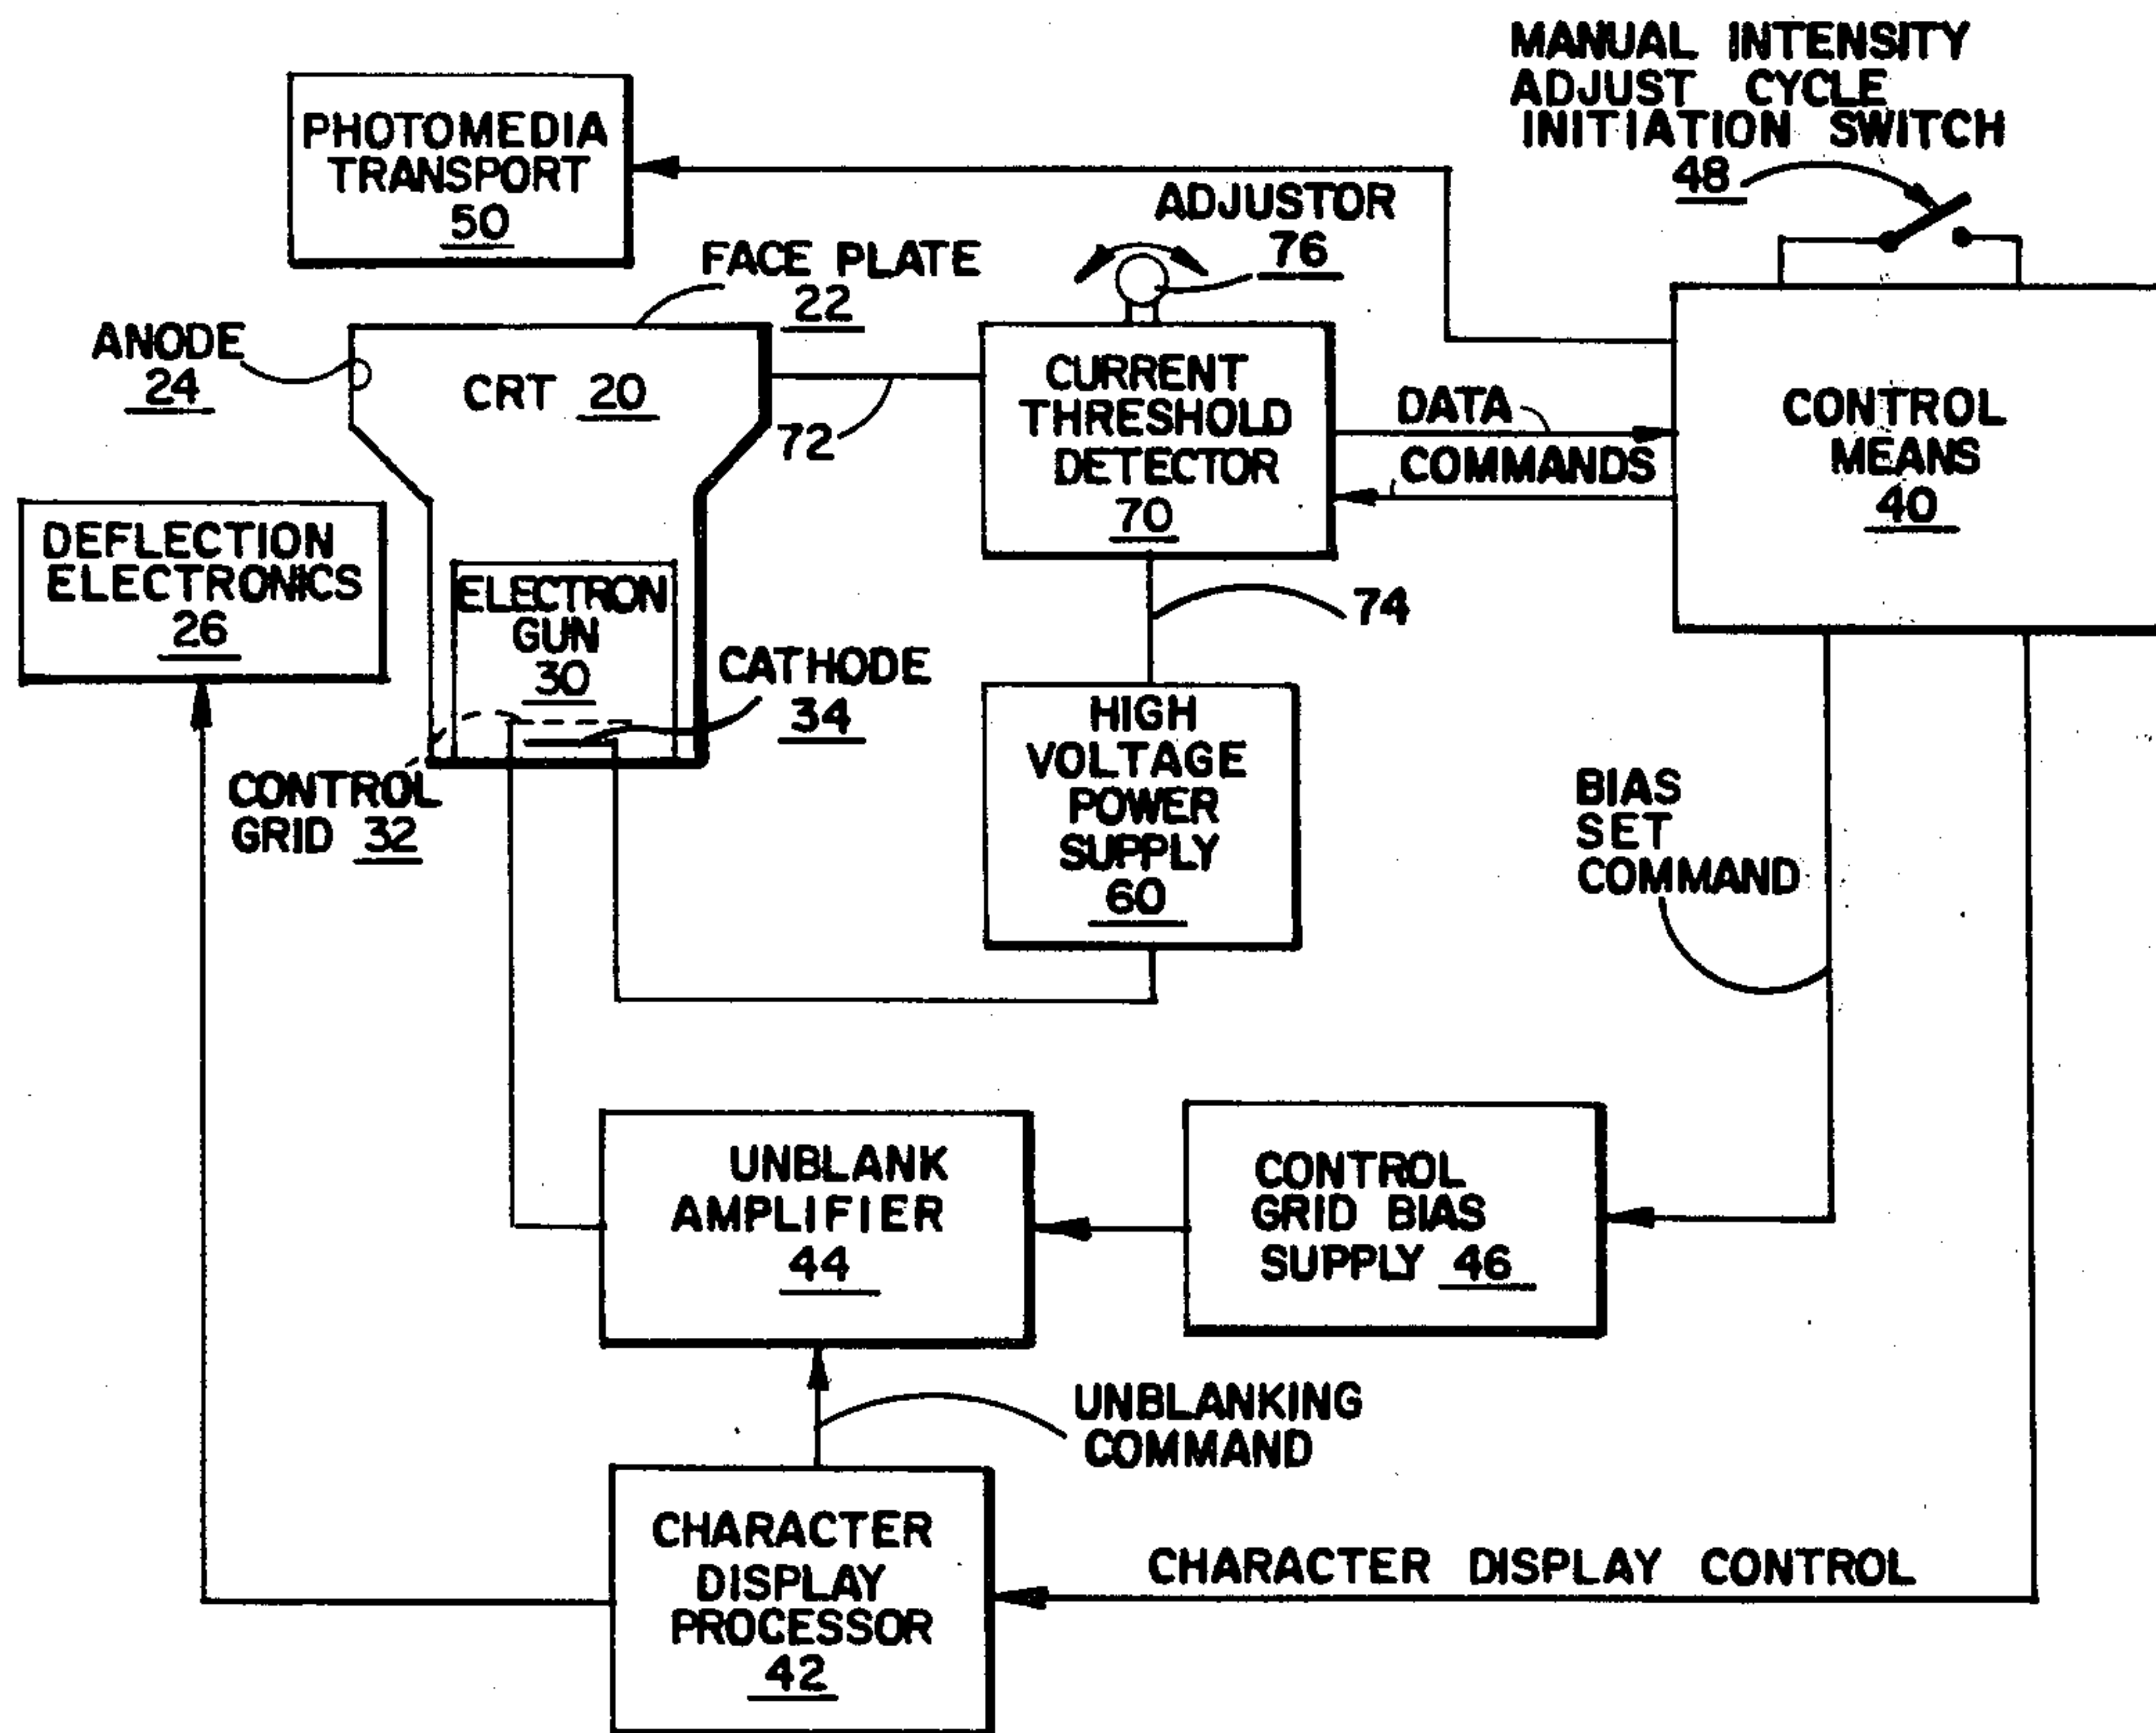 MANUAL INTENSITY
ADJUST CYCLE
INITIATION SWITCH
48
PHOTOMEDIA
TRANSPORT
50
ADJUSTOR
76
FACE PLATE
22
ANODE
24
CRT 20
72
CURRENT
THRESHOLD
DETECTOR
70
DATA
COMMANDS
CONTROL
MEANS
40
DEFLECTION
ELECTRONICS
26
ELECTRON
GUN
30
CATHODE
34
CONTROL
GRID 32
74
HIGH
VOLTAGE
POWER
SUPPLY
60
BIAS
SET
COMMAND
UNBLANK
AMPLIFIER
44
CONTROL
GRID BIAS
SUPPLY 46
UNBLANKING
COMMAND
CHARACTER
DISPLAY
PROCESSOR
42
CHARACTER DISPLAY CONTROL